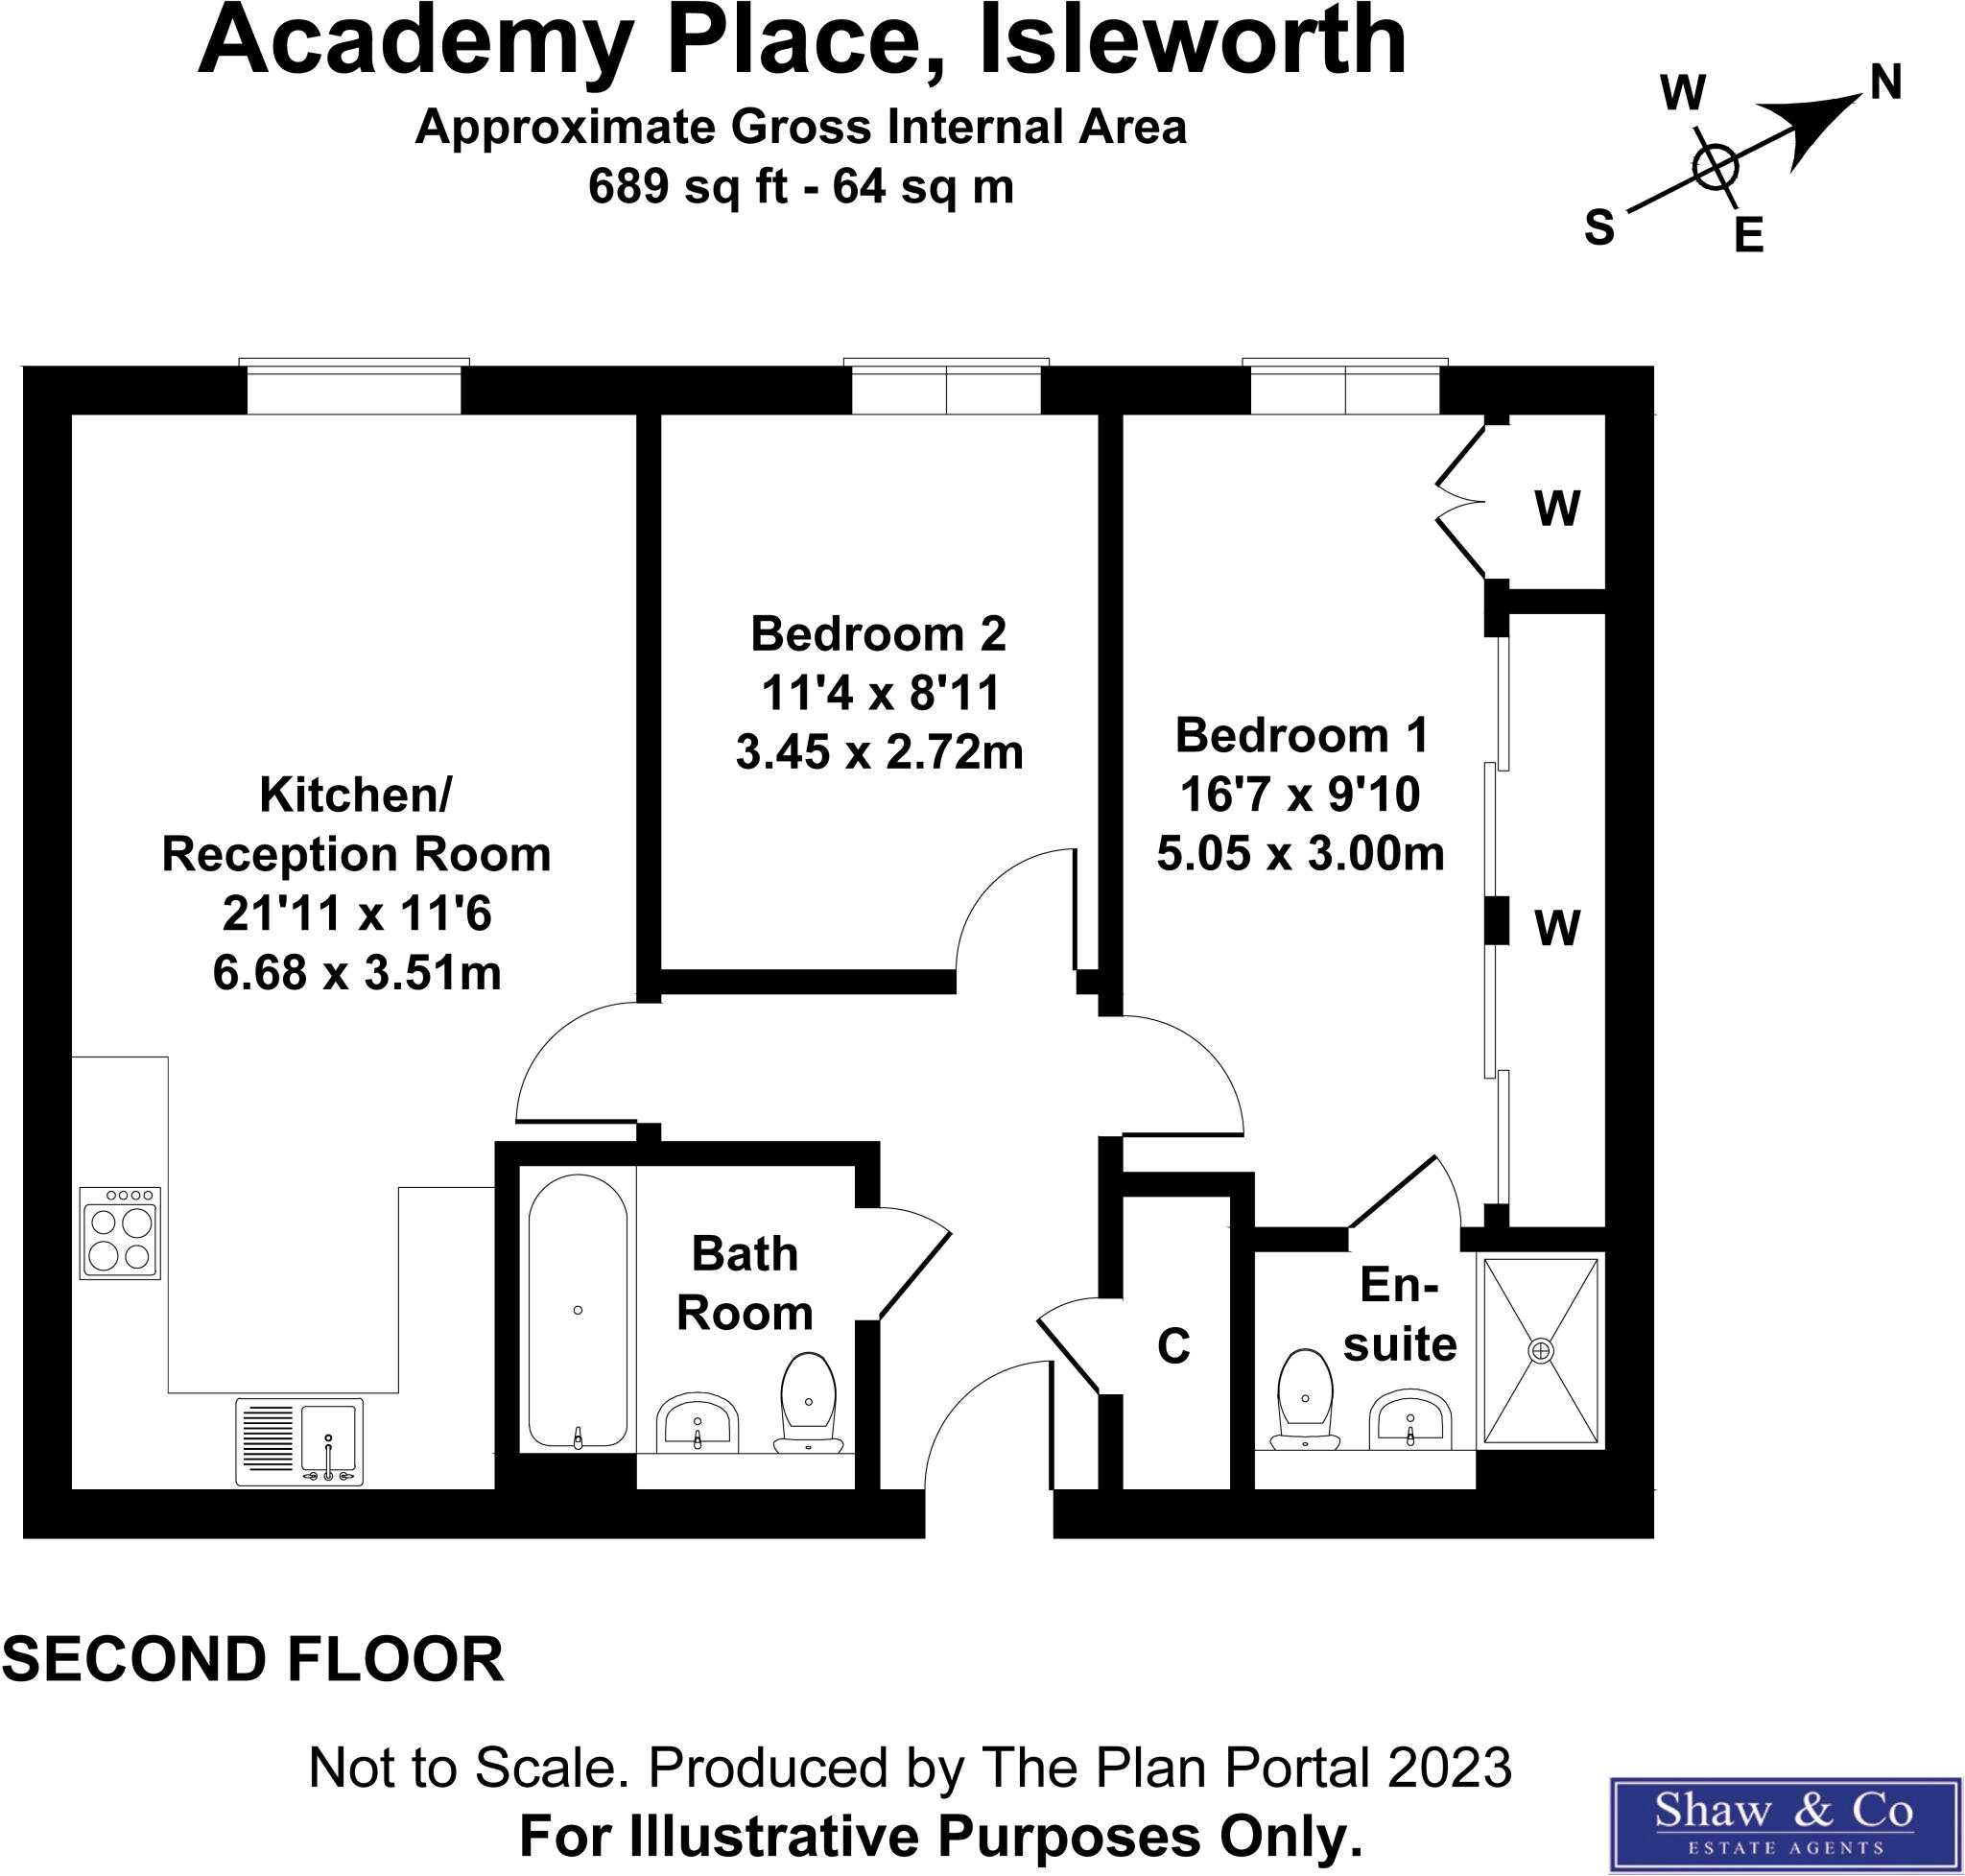 Academy Place, Isleworth
Approximate Gross Internal Area
689 sq ft - 64 sq m
W
N
S
E
W
Bedroom 2
11'4 x 8'11
3.45 x 2.72m
Bedroom 1
16'7 x 9'10
5.05 x 3.00m
Kitchen/
Reception Room
21'11 x 11'6
6.68 x 3.51m
W
Bath
Room
C
En-
suite
SECOND FLOOR
Not to Scale. Produced by The Plan Portal 2023
For Illustrative Purposes Only.
Shaw & Co
ESTATE AGENTS